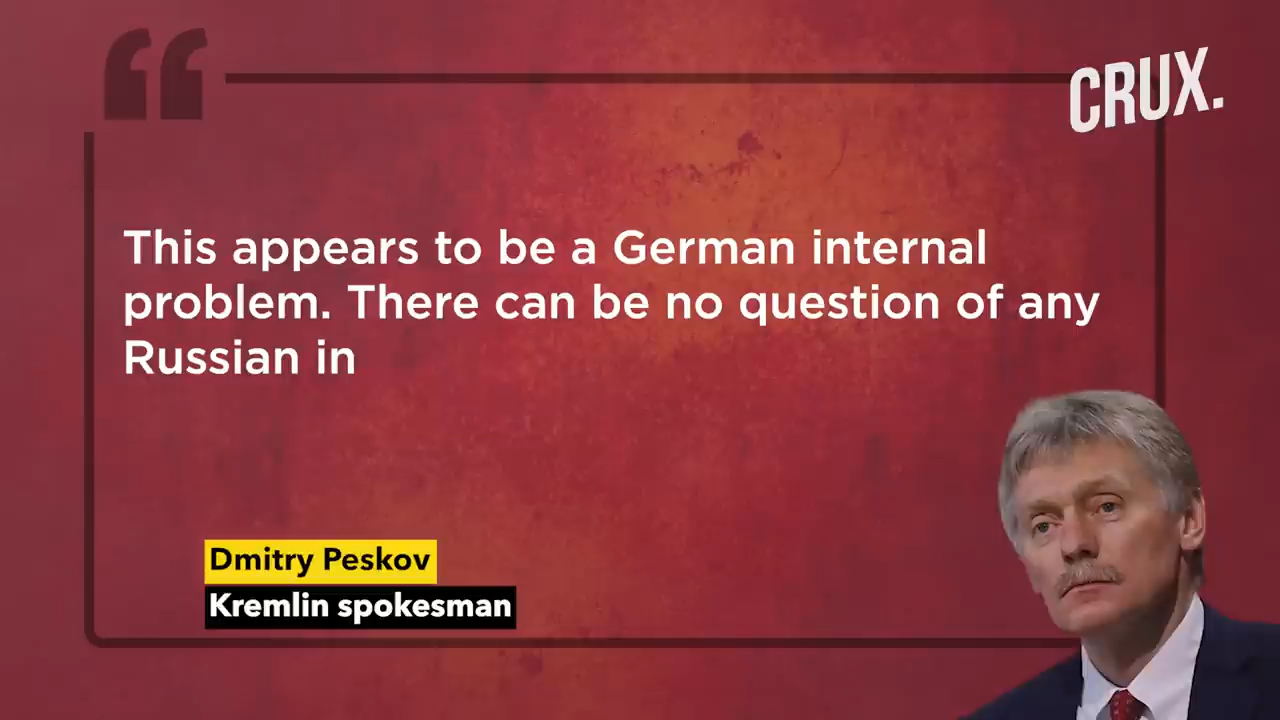 CRUX.
This appears to be a German internal
problem. There can be no question of any
Russian in
Dmitry Peskov
Kremlin spokesman